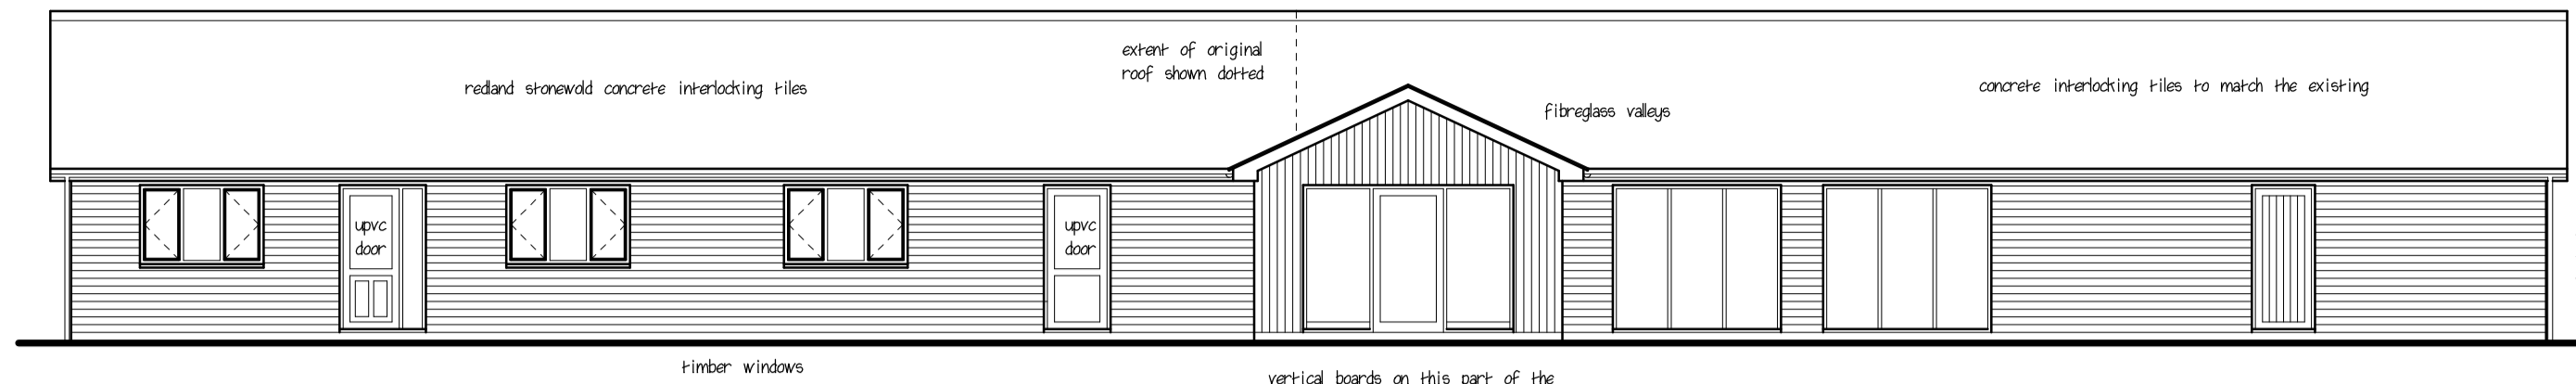 extent of original
roof shown dotted
redland stonewold concrete interlocking tiles
concrete interlocking tiles to match the existing
fibreglass valleys
upvc
door
upvc
door
timber windows
vertical boards on this part of the